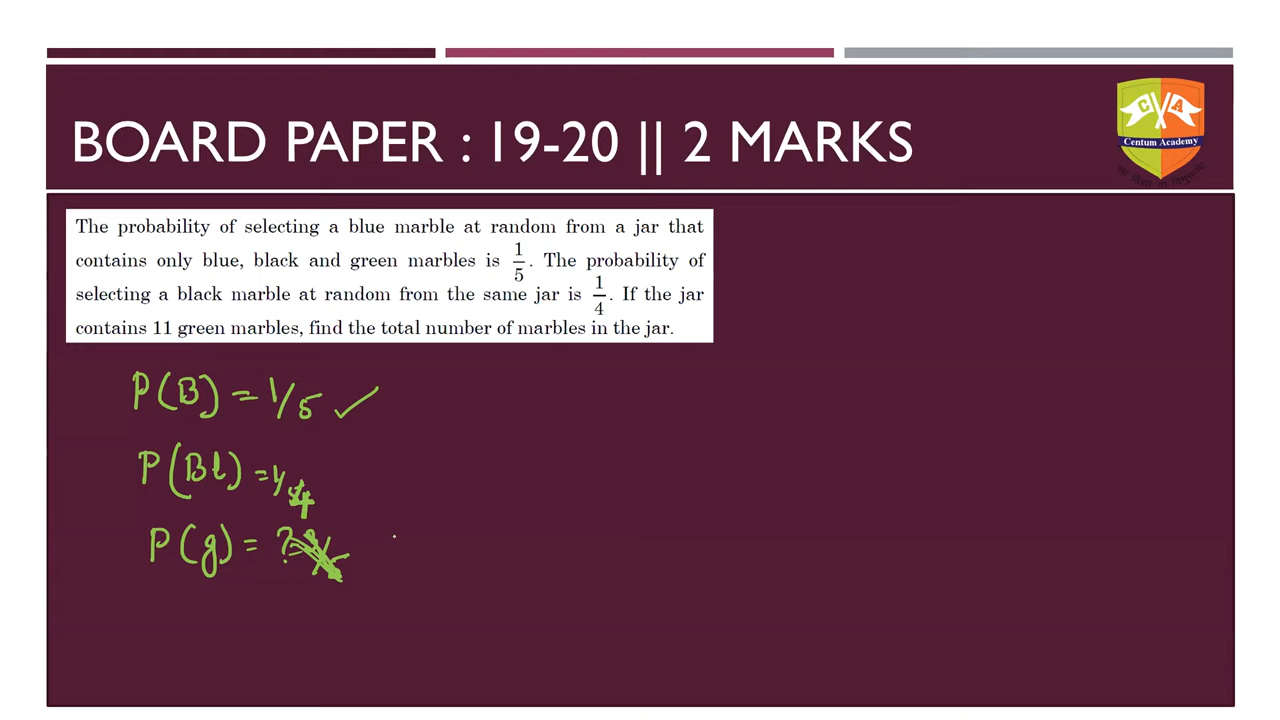 BOARD PAPER : 19-20 || 2 MARKS
C A
Centum Academy
The probability of selecting a blue marble at random from a jar that
contains only blue, black and green marbles is 1/5. The probability of
selecting a black marble at random from the same jar is 1/4. If the jar
contains 11 green marbles, find the total number of marbles in the jar.
P(B) = 1/5 ✓
P(Bl) = 1/4
P(g) = ?